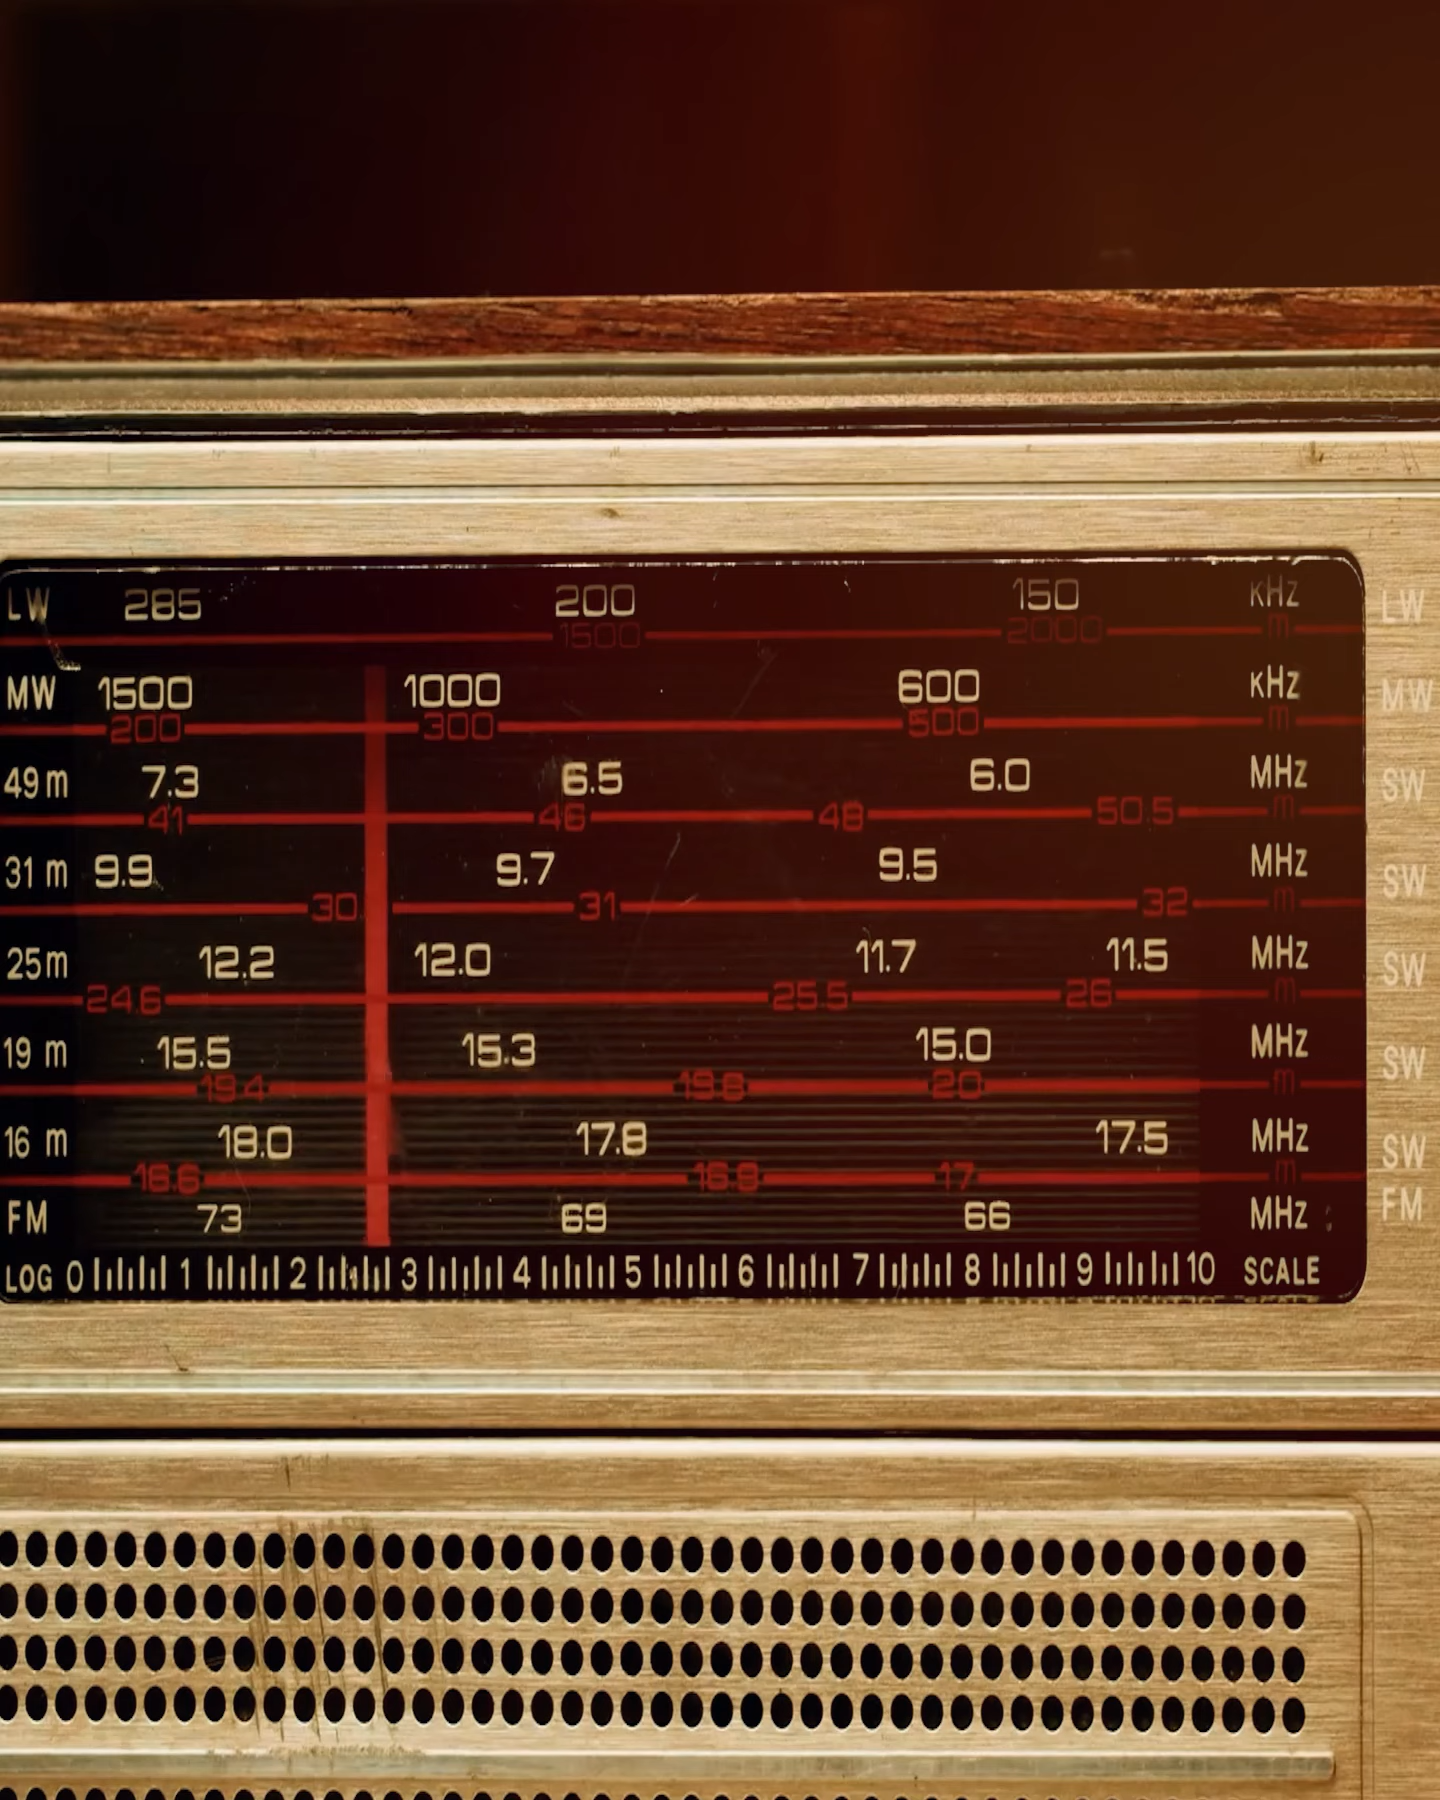 LW 285 200 150 kHz LW
1500 2000 m
MW 1500 1000 600 kHz MW
200 300 500 m
49 m 7.3 6.5 6.0 MHz SW
41 46 48 50.5 m
31 m 9.9 9.7 9.5 MHz SW
30 31 32 m
25 m 12.2 12.0 11.7 11.5 MHz SW
24.6 25.5 26 m
19 m 15.5 15.3 15.0 MHz SW
19.4 19.8 20 m
16 m 18.0 17.8 17.5 MHz SW
16.6 16.9 17 m
FM 73 69 66 MHz FM
LOG 0 1 2 3 4 5 6 7 8 9 10 SCALE